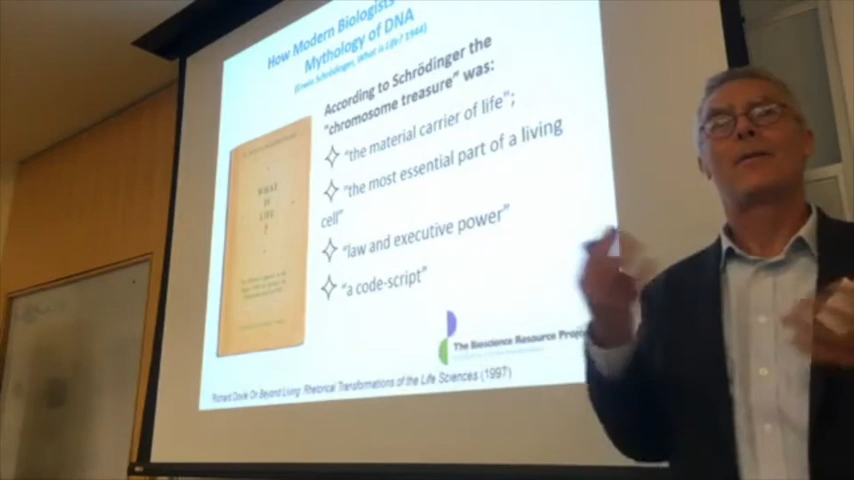 How Modern Biologists
Mythology of DNA
(Erwin Schrödinger, What is Life? 1944)
According to Schrödinger the
"chromosome treasure" was:
"the material carrier of life";
"the most essential part of a living
cell"
"law and executive power"
"a code-script"
WHAT
IS
LIFE
?
The Bioscience Resource Proj
Richard Doyle On Beyond Living: Rhetorical Transformations of the Life Sciences (1997)